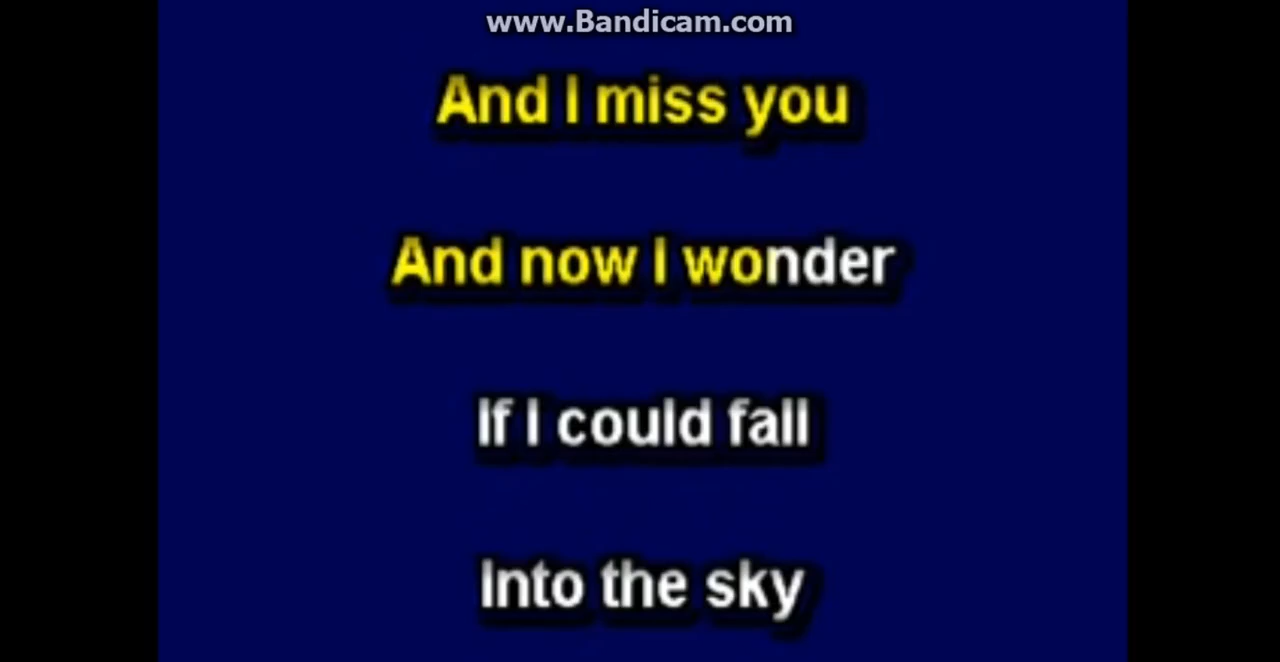 www.Bandicam.com
And I miss you
And now I wonder
If I could fall
Into the sky